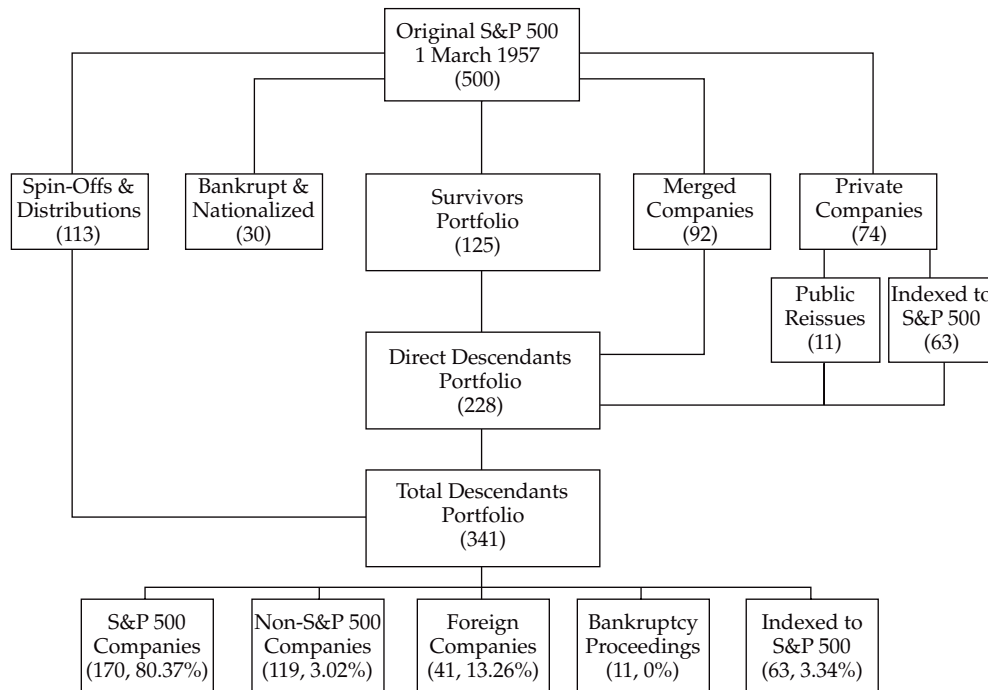 Original S&P 500
1 March 1957
(500)
Spin-Offs &
Distributions
(113)
Bankrupt &
Nationalized
(30)
Survivors
Portfolio
(125)
Merged
Companies
(92)
Private
Companies
(74)
Public
Reissues
(11)
Indexed to
S&P 500
(63)
Direct Descendants
Portfolio
(228)
Total Descendants
Portfolio
(341)
S&P 500
Companies
(170, 80.37%)
Non-S&P 500
Companies
(119, 3.02%)
Foreign
Companies
(41, 13.26%)
Bankruptcy
Proceedings
(11, 0%)
Indexed to
S&P 500
(63, 3.34%)